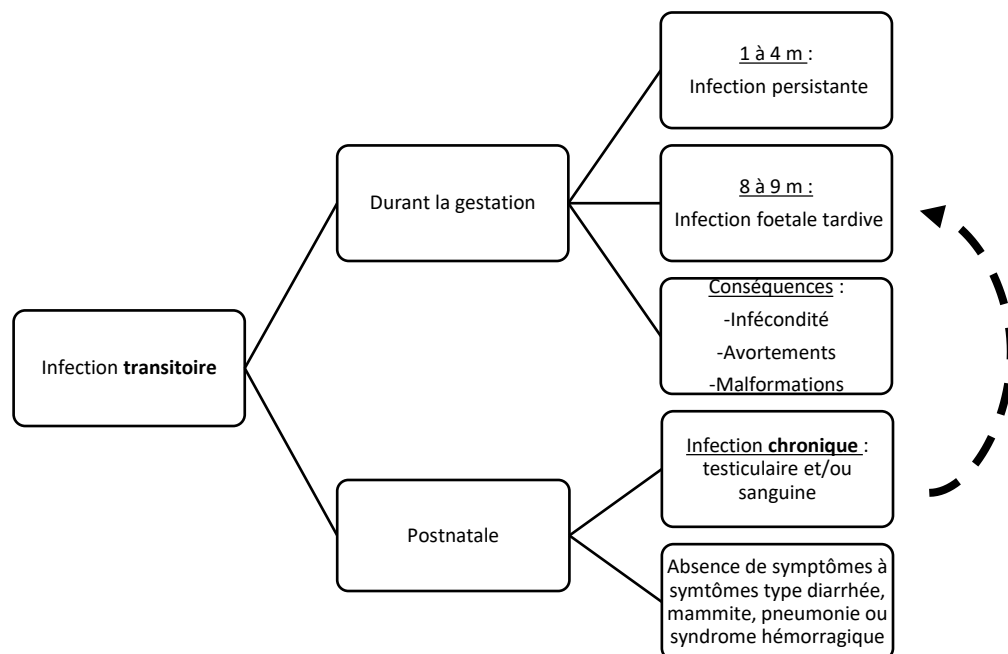 Infection transitoire
Durant la gestation
1 à 4 m :
Infection persistante
8 à 9 m :
Infection foetale tardive
Conséquences :
-Infécondité
-Avortements
-Malformations
Postnatale
Infection chronique :
testiculaire et/ou
sanguine
Absence de symptômes à
symtômes type diarrhée,
mammite, pneumonie ou
syndrome hémorragique